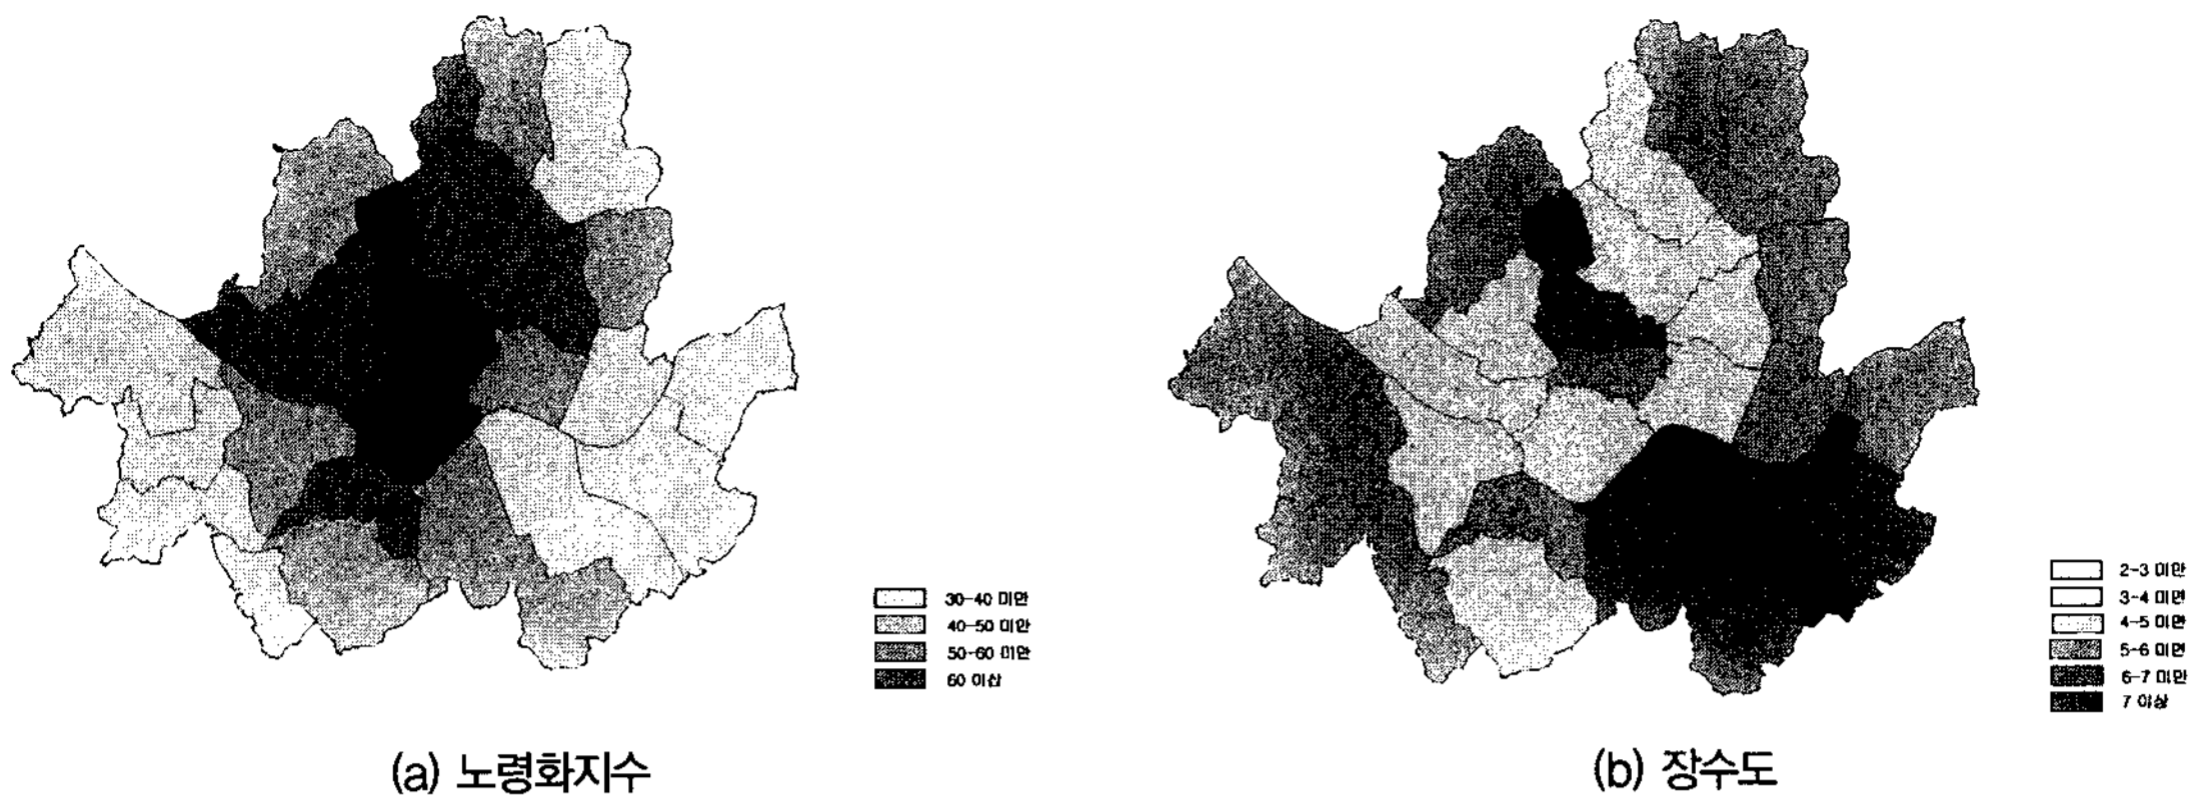 30-40 미만
40-50 미만
50-60 미만
60 이상
(a) 노령화지수
2-3 미만
3-4 미면
4-5 미만
5-6 미면
6-7 미만
7 이상
(b) 장수도